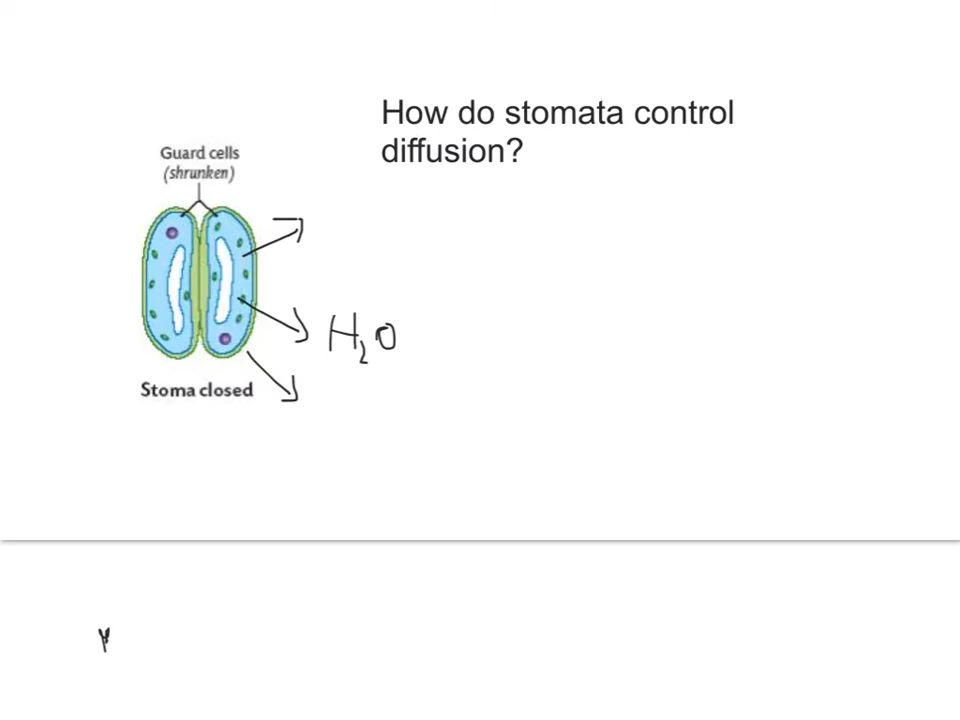 How do stomata control
diffusion?
Guard cells
(shrunken)
H₂O
Stoma closed